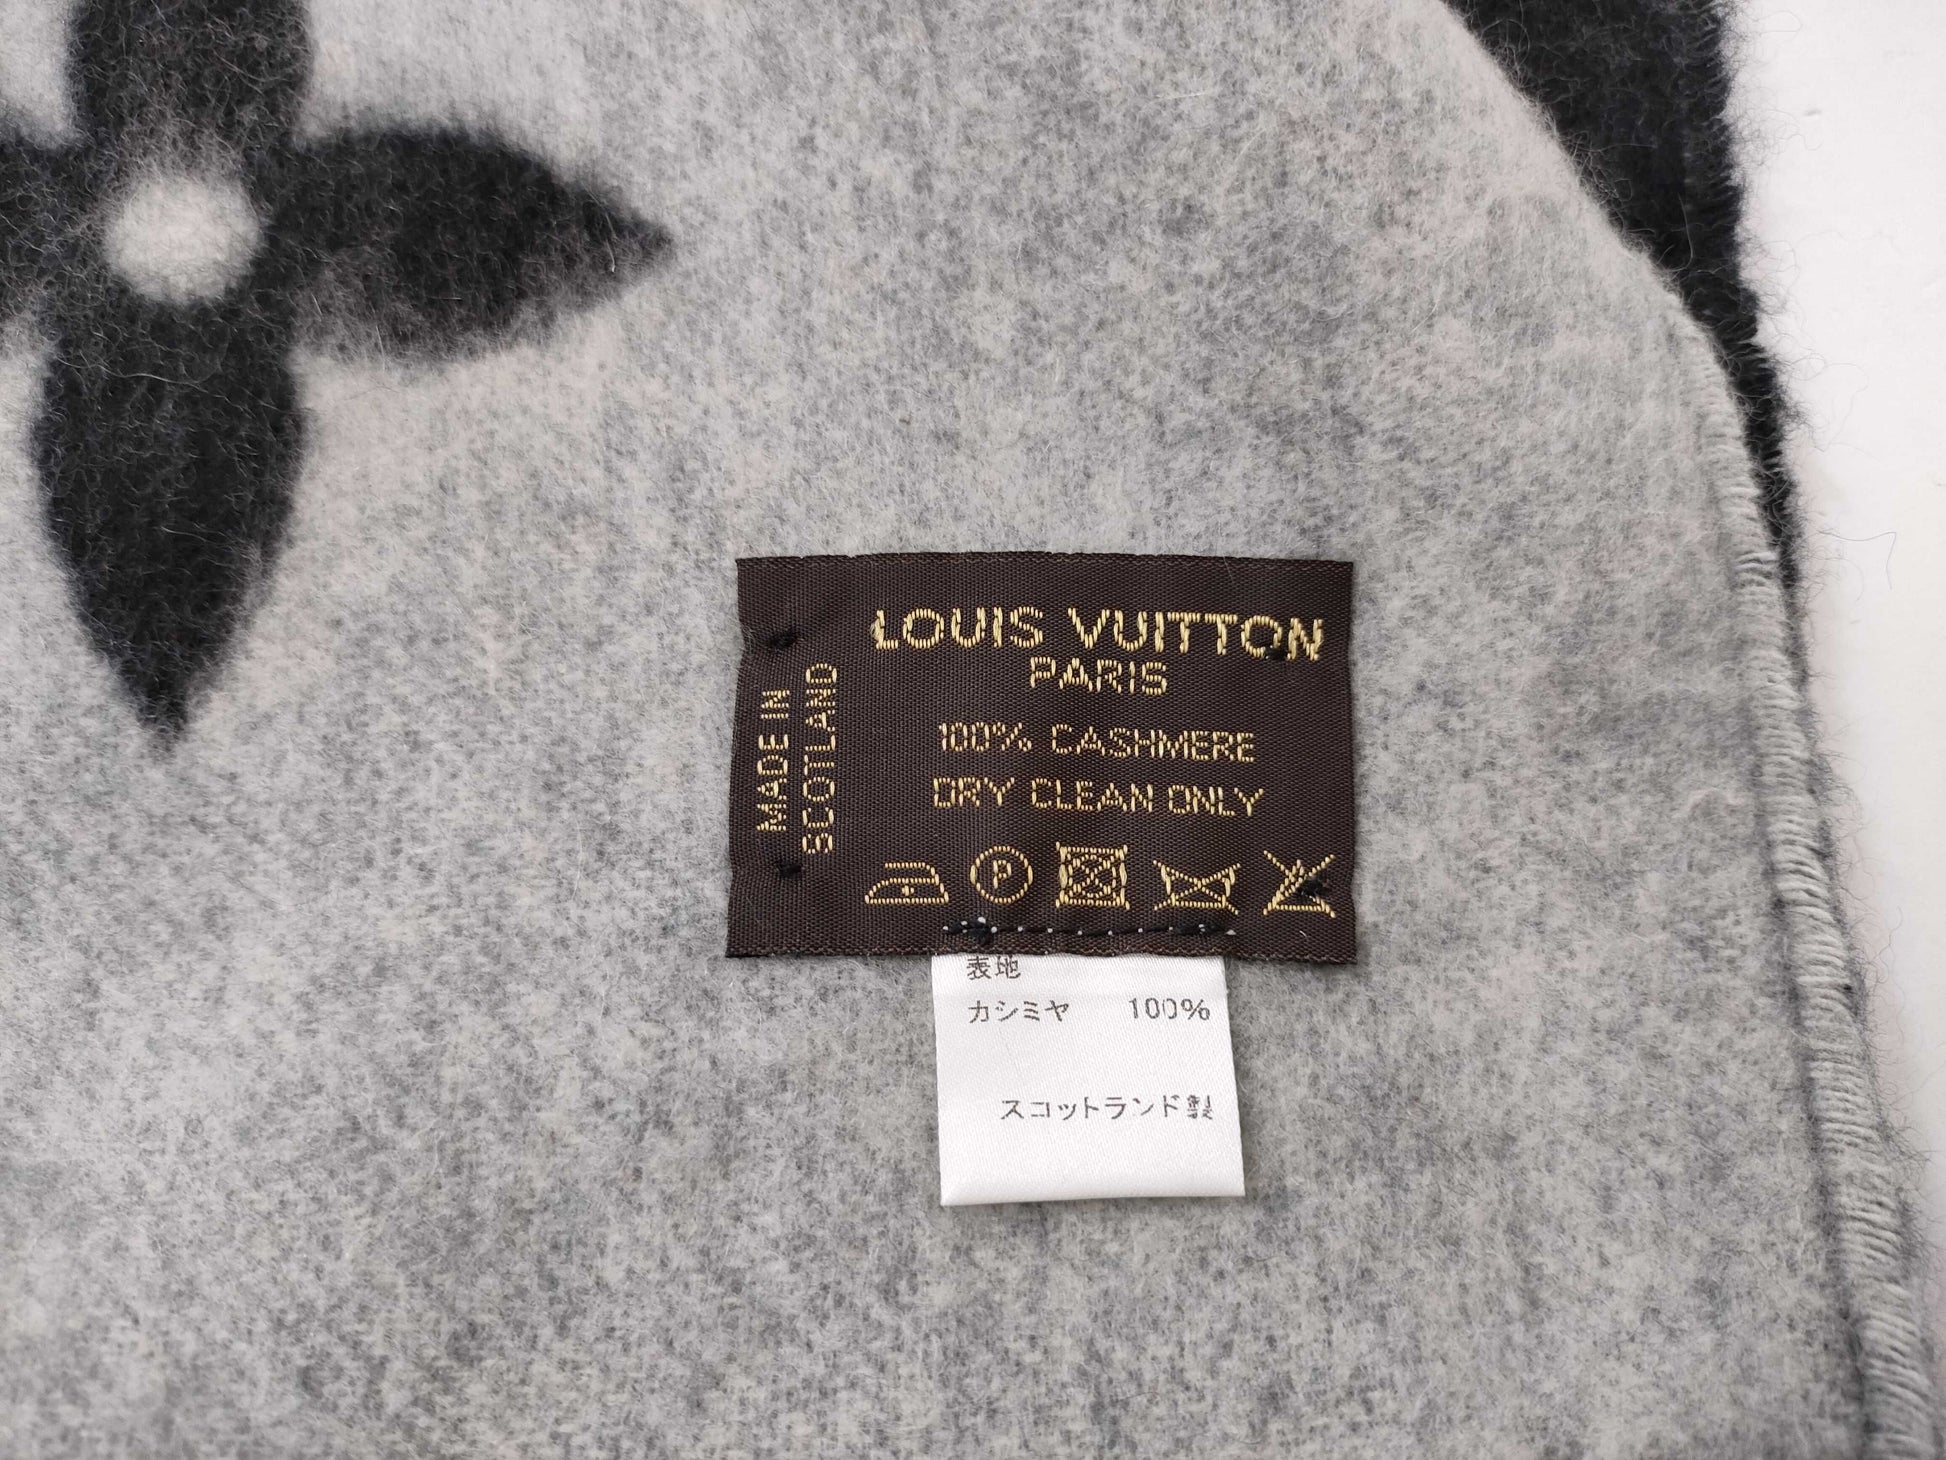 LOUIS VUITTON
PARIS
100% CASHMERE
DRY CLEAN ONLY
MADE IN
SCOTLAND
P
表地
カシミヤ 100%
スコットランド製